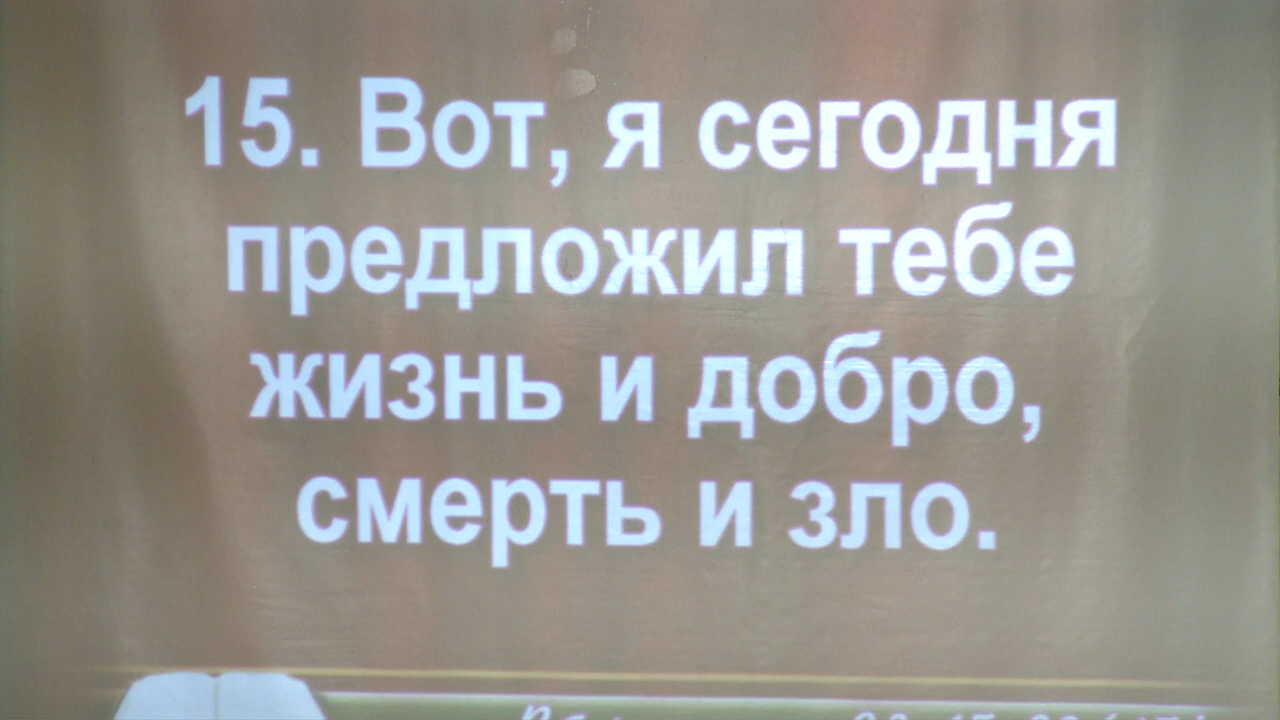 15. Вот, я сегодня
предложил тебе
жизнь и добро,
смерть и зло.